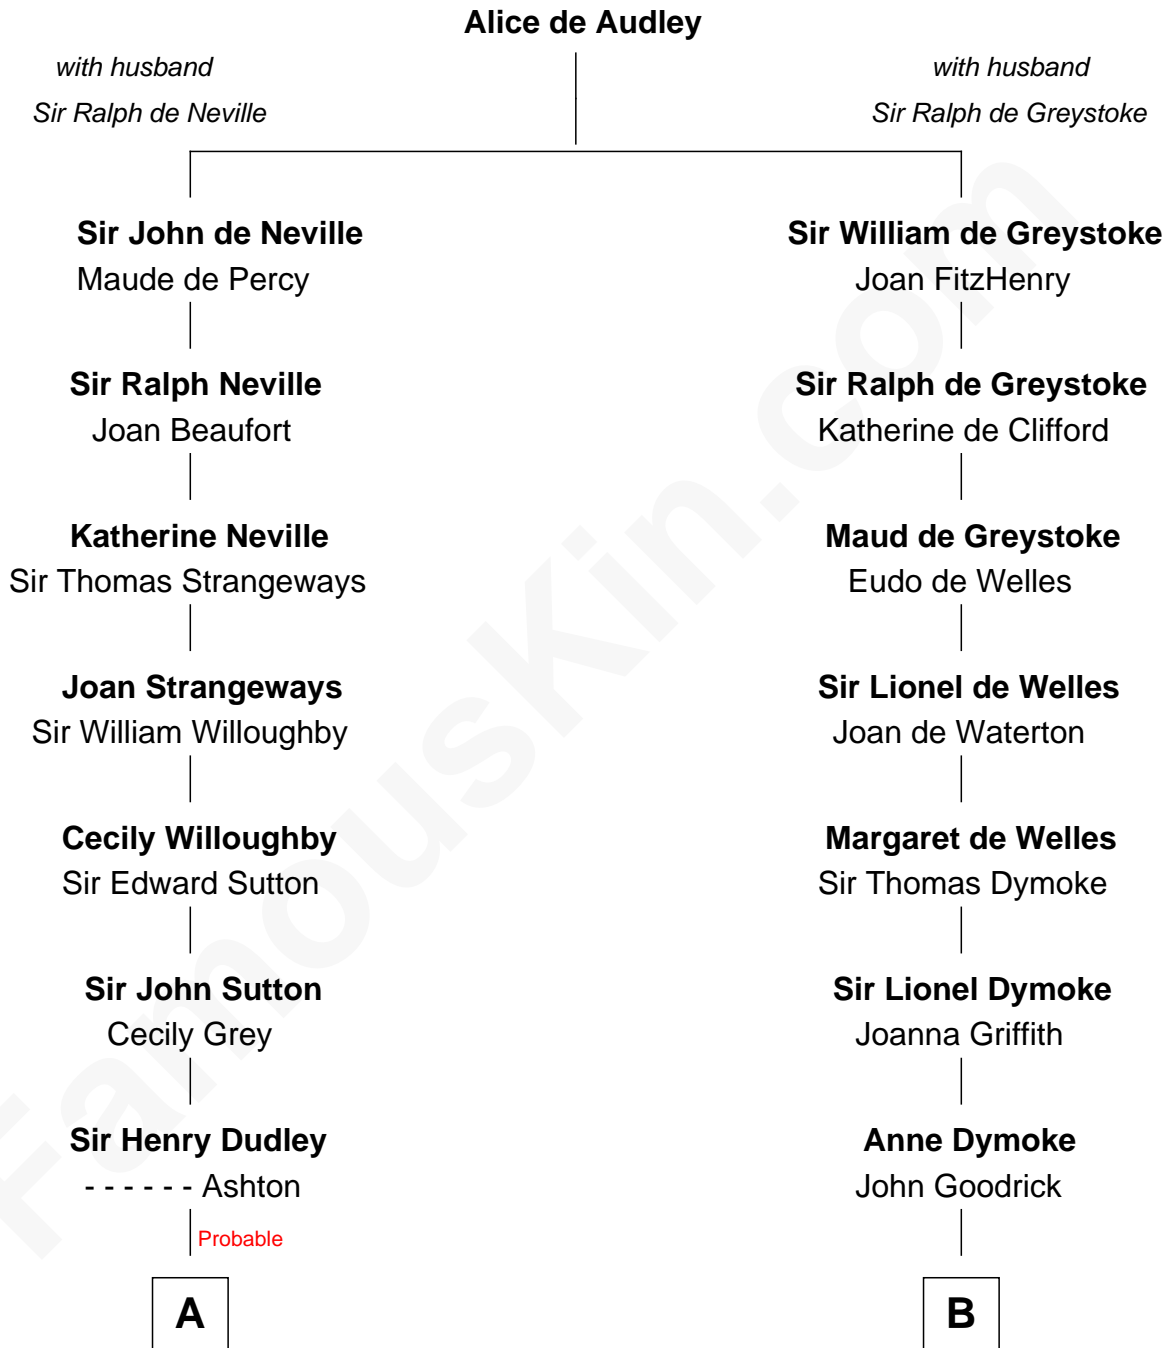 Alice de Audley
with husband
Sir Ralph de Neville
with husband
Sir Ralph de Greystoke
Sir John de Neville
Maude de Percy
Sir William de Greystoke
Joan FitzHenry
Sir Ralph Neville
Joan Beaufort
Sir Ralph de Greystoke
Katherine de Clifford
Katherine Neville
Sir Thomas Strangeways
Maud de Greystoke
Eudo de Welles
Joan Strangeways
Sir William Willoughby
Sir Lionel de Welles
Joan de Waterton
Cecily Willoughby
Sir Edward Sutton
Margaret de Welles
Sir Thomas Dymoke
Sir John Sutton
Cecily Grey
Sir Lionel Dymoke
Joanna Griffith
Sir Henry Dudley
- - - - - - Ashton
Anne Dymoke
John Goodrick
Probable
A
B
FamousKin.com